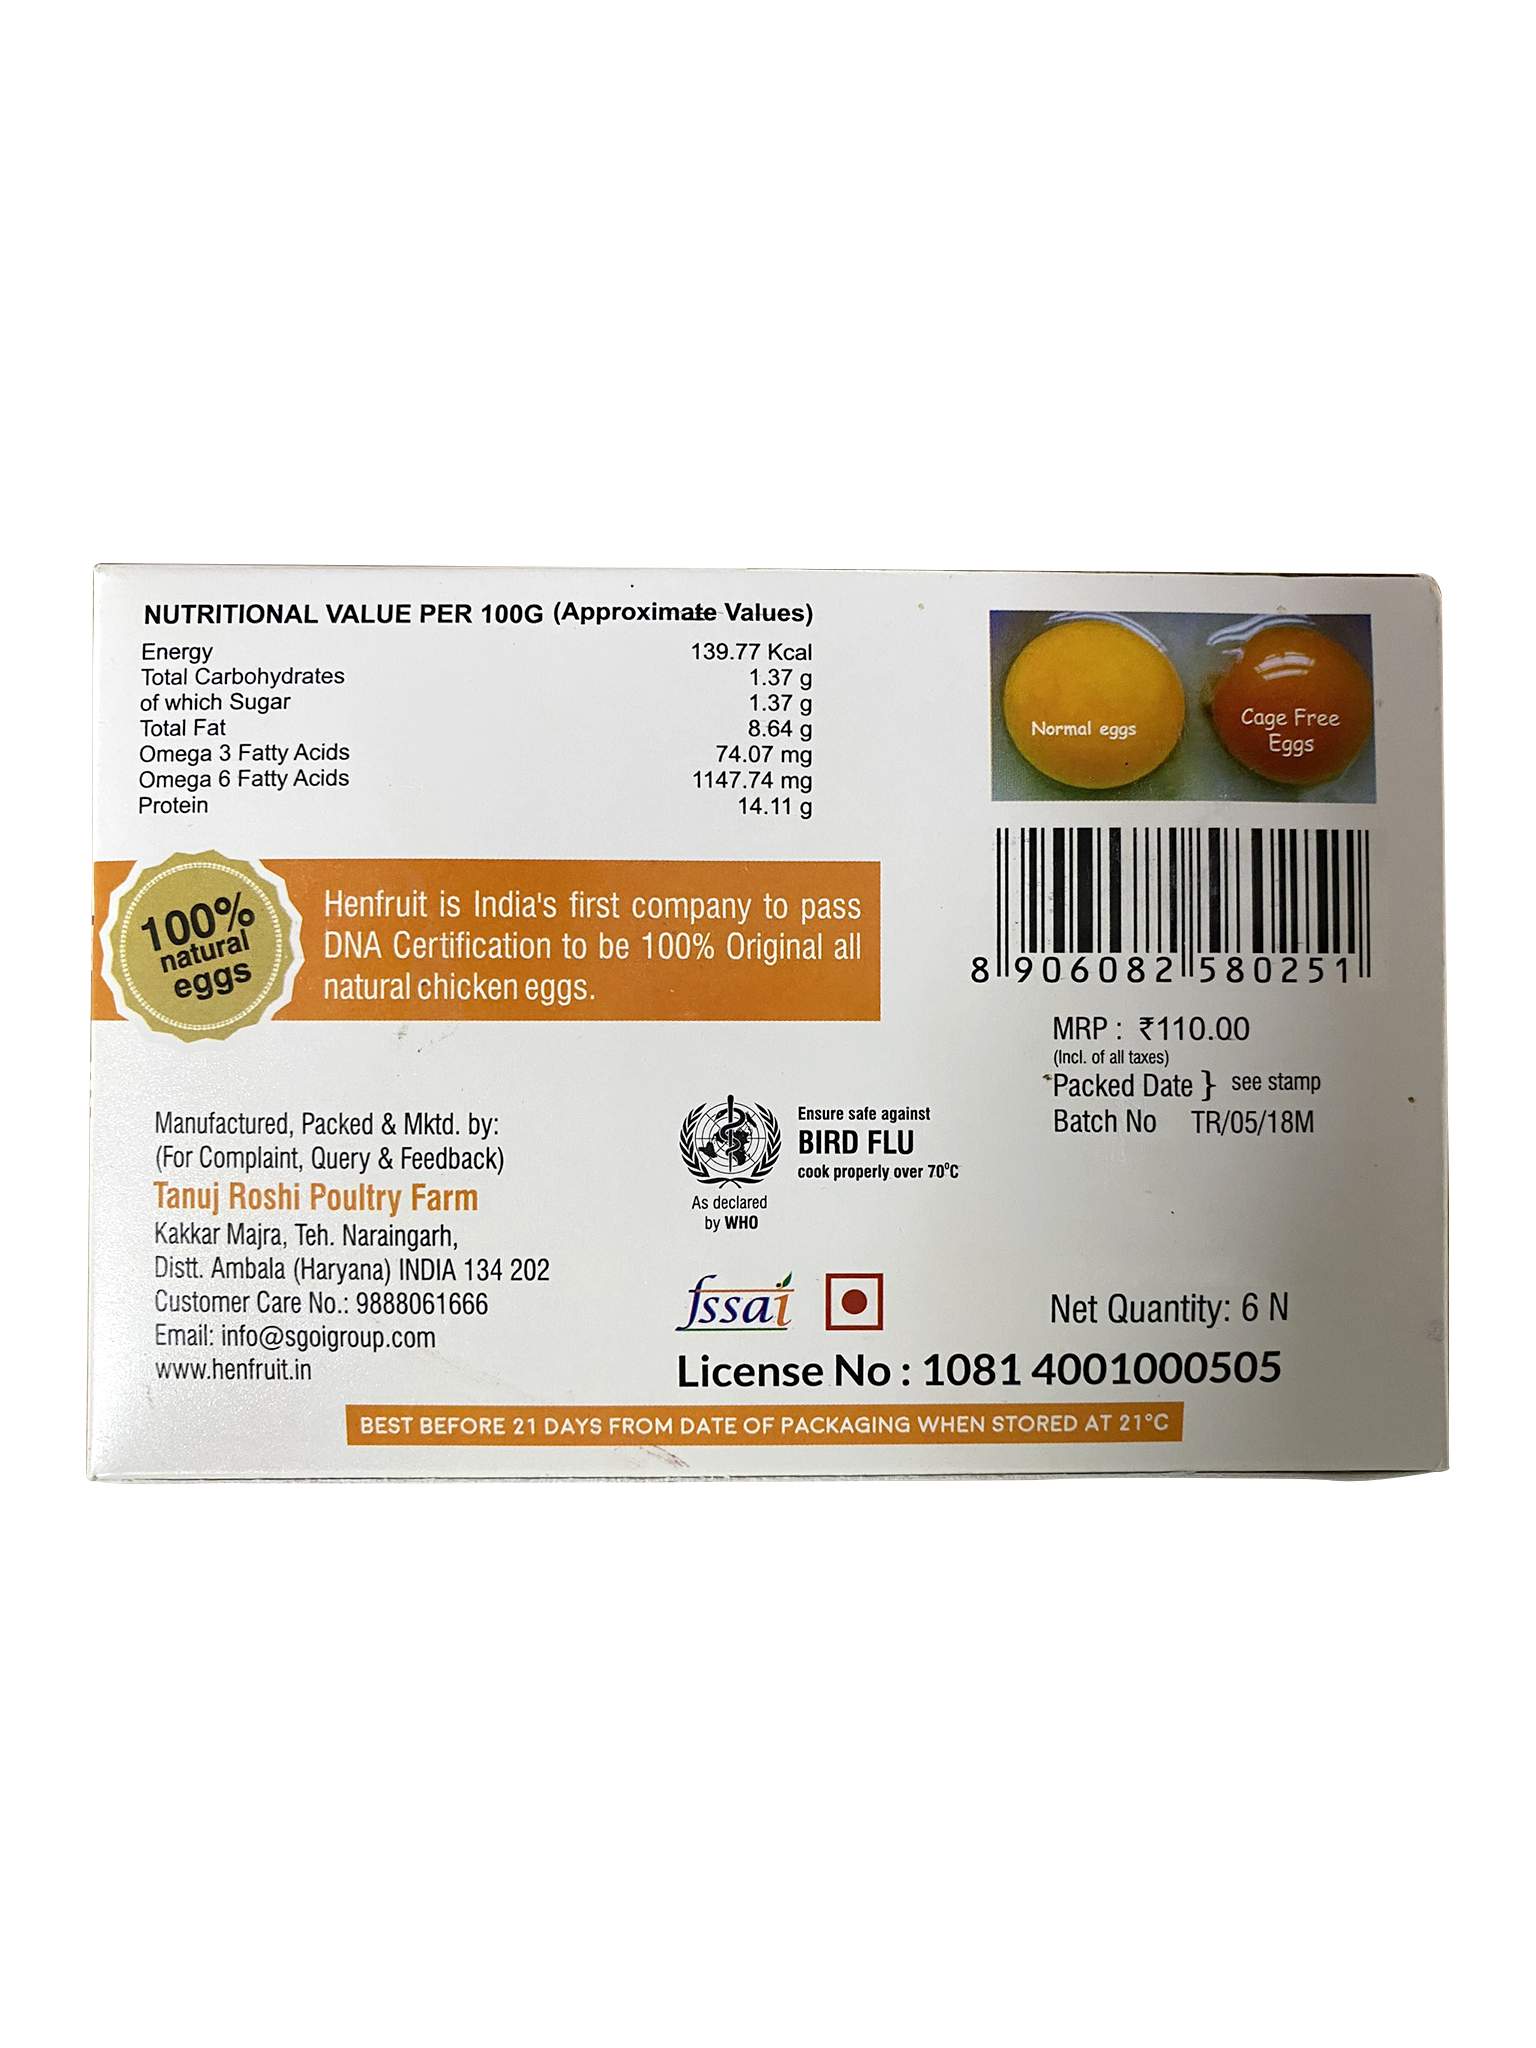 NUTRITIONAL VALUE PER 100G (Approximate Values)
Energy 139.77 Kcal
Total Carbohydrates 1.37 g
of which Sugar 1.37 g
Total Fat 8.64 g
Omega 3 Fatty Acids 74.07 mg
Omega 6 Fatty Acids 1147.74 mg
Protein 14.11 g
Normal eggs
Cage Free
Eggs
100%
natural
eggs
Henfruit is India's first company to pass
DNA Certification to be 100% Original all
natural chicken eggs.
8 906082 580251
MRP : ₹110.00
(Incl. of all taxes)
Packed Date } see stamp
Batch No TR/05/18M
Manufactured, Packed & Mktd. by:
(For Complaint, Query & Feedback)
Tanuj Roshi Poultry Farm
Kakkar Majra, Teh. Naraingarh,
Distt. Ambala (Haryana) INDIA 134 202
Customer Care No.: 9888061666
Email: info@sgoigroup.com
www.henfruit.in
Ensure safe against
BIRD FLU
cook properly over 70°C
As declared
by WHO
fssai
Net Quantity: 6 N
License No : 1081 4001000505
BEST BEFORE 21 DAYS FROM DATE OF PACKAGING WHEN STORED AT 21°C